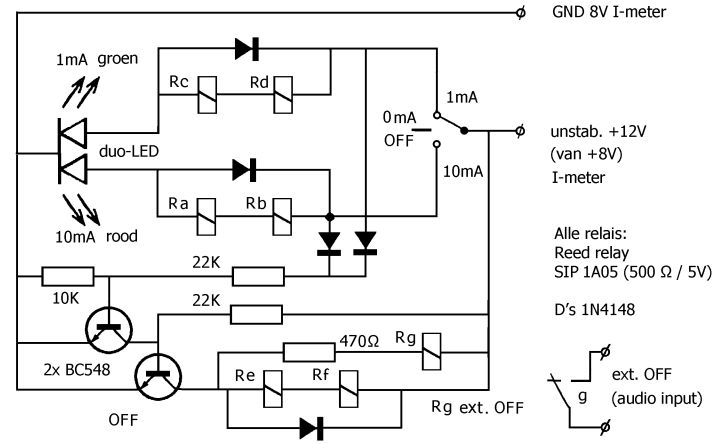 GND 8V I-meter
1mA groen
Rc
Rd
1mA
0mA
OFF
unstab. +12V
(van +8V)
I-meter
duo-LED
10mA
Ra
Rb
10mA rood
Alle relais:
Reed relay
SIP 1A05 (500 Ω / 5V)
22K
10K
22K
D's 1N4148
470Ω
Rg
2x BC548
Re
Rf
ext. OFF
g
(audio input)
OFF
Rg ext. OFF